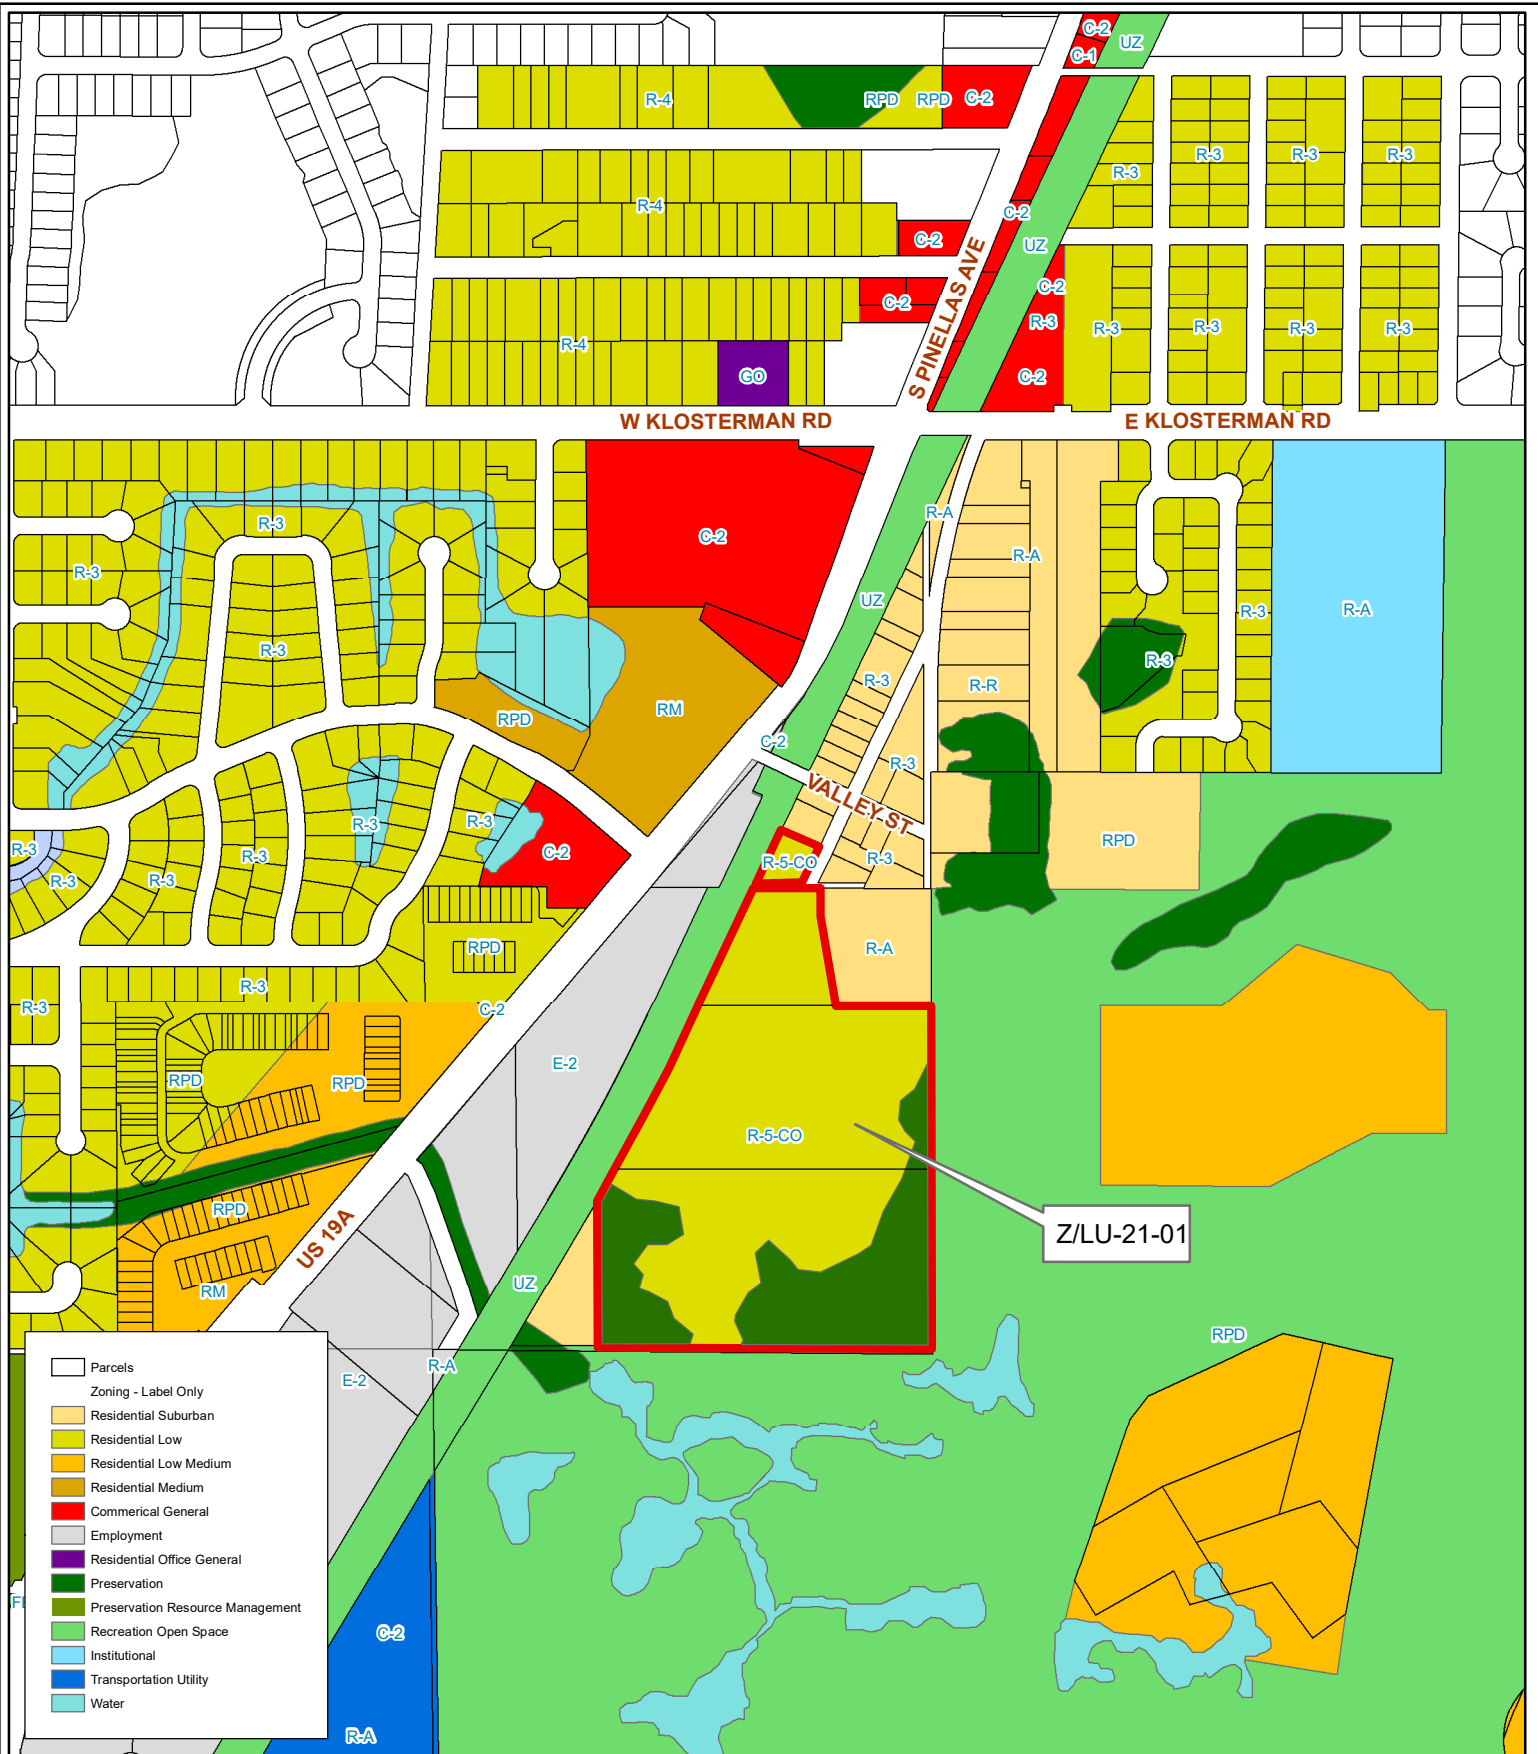 C-2
UZ
C-1
R-4
RPD
RPD
C-2
R-3
R-3
R-3
R-3
R-4
C-2
C-2
UZ
C-2
C-2
R-3
R-3
R-3
R-3
R-3
R-4
GO
C-2
S PINELLAS AVE
W KLOSTERMAN RD
E KLOSTERMAN RD
R-3
R-3
C-2
R-A
R-A
UZ
R-A
R-3
R-3
R-3
R-3
R-R
RPD
RM
C-2
R-3
VALLEY ST
R-3
R-3
R-3
R-3
R-3
R-3
C-2
R-5-CO
R-3
RPD
RPD
R-A
R-3
R-3
C-2
E-2
RPD
RPD
R-5-CO
RPD
US 19A
Z/LU-21-01
UZ
RM
RPD
R-A
E-2
C-2
R-A
Parcels
Zoning - Label Only
Residential Suburban
Residential Low
Residential Low Medium
Residential Medium
Commerical General
Employment
Residential Office General
Preservation
Preservation Resource Management
Recreation Open Space
Institutional
Transportation Utility
Water